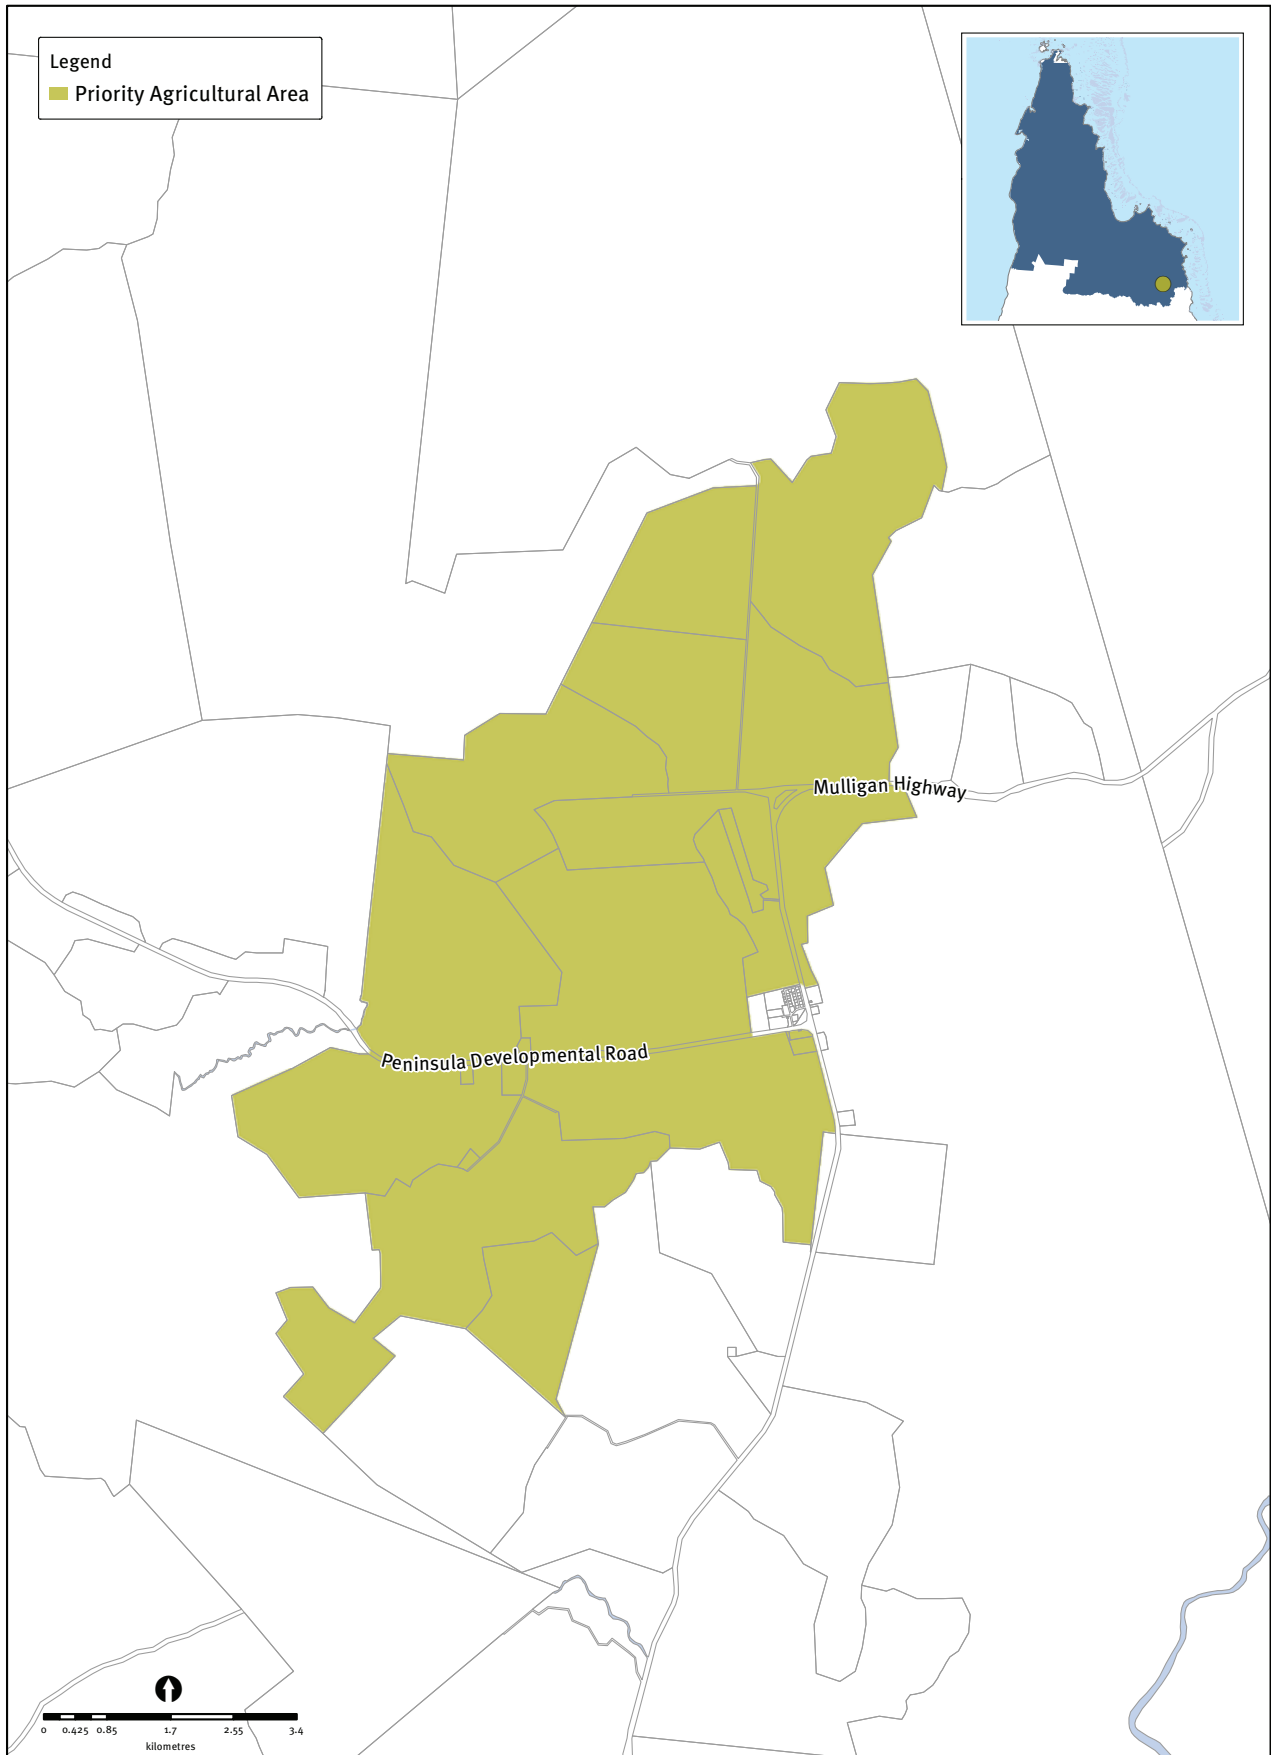 Legend
Priority Agricultural Area
Mulligan Highway
Peninsula Developmental Road
0 0.425 0.85 1.7 2.55 3.4
kilometres